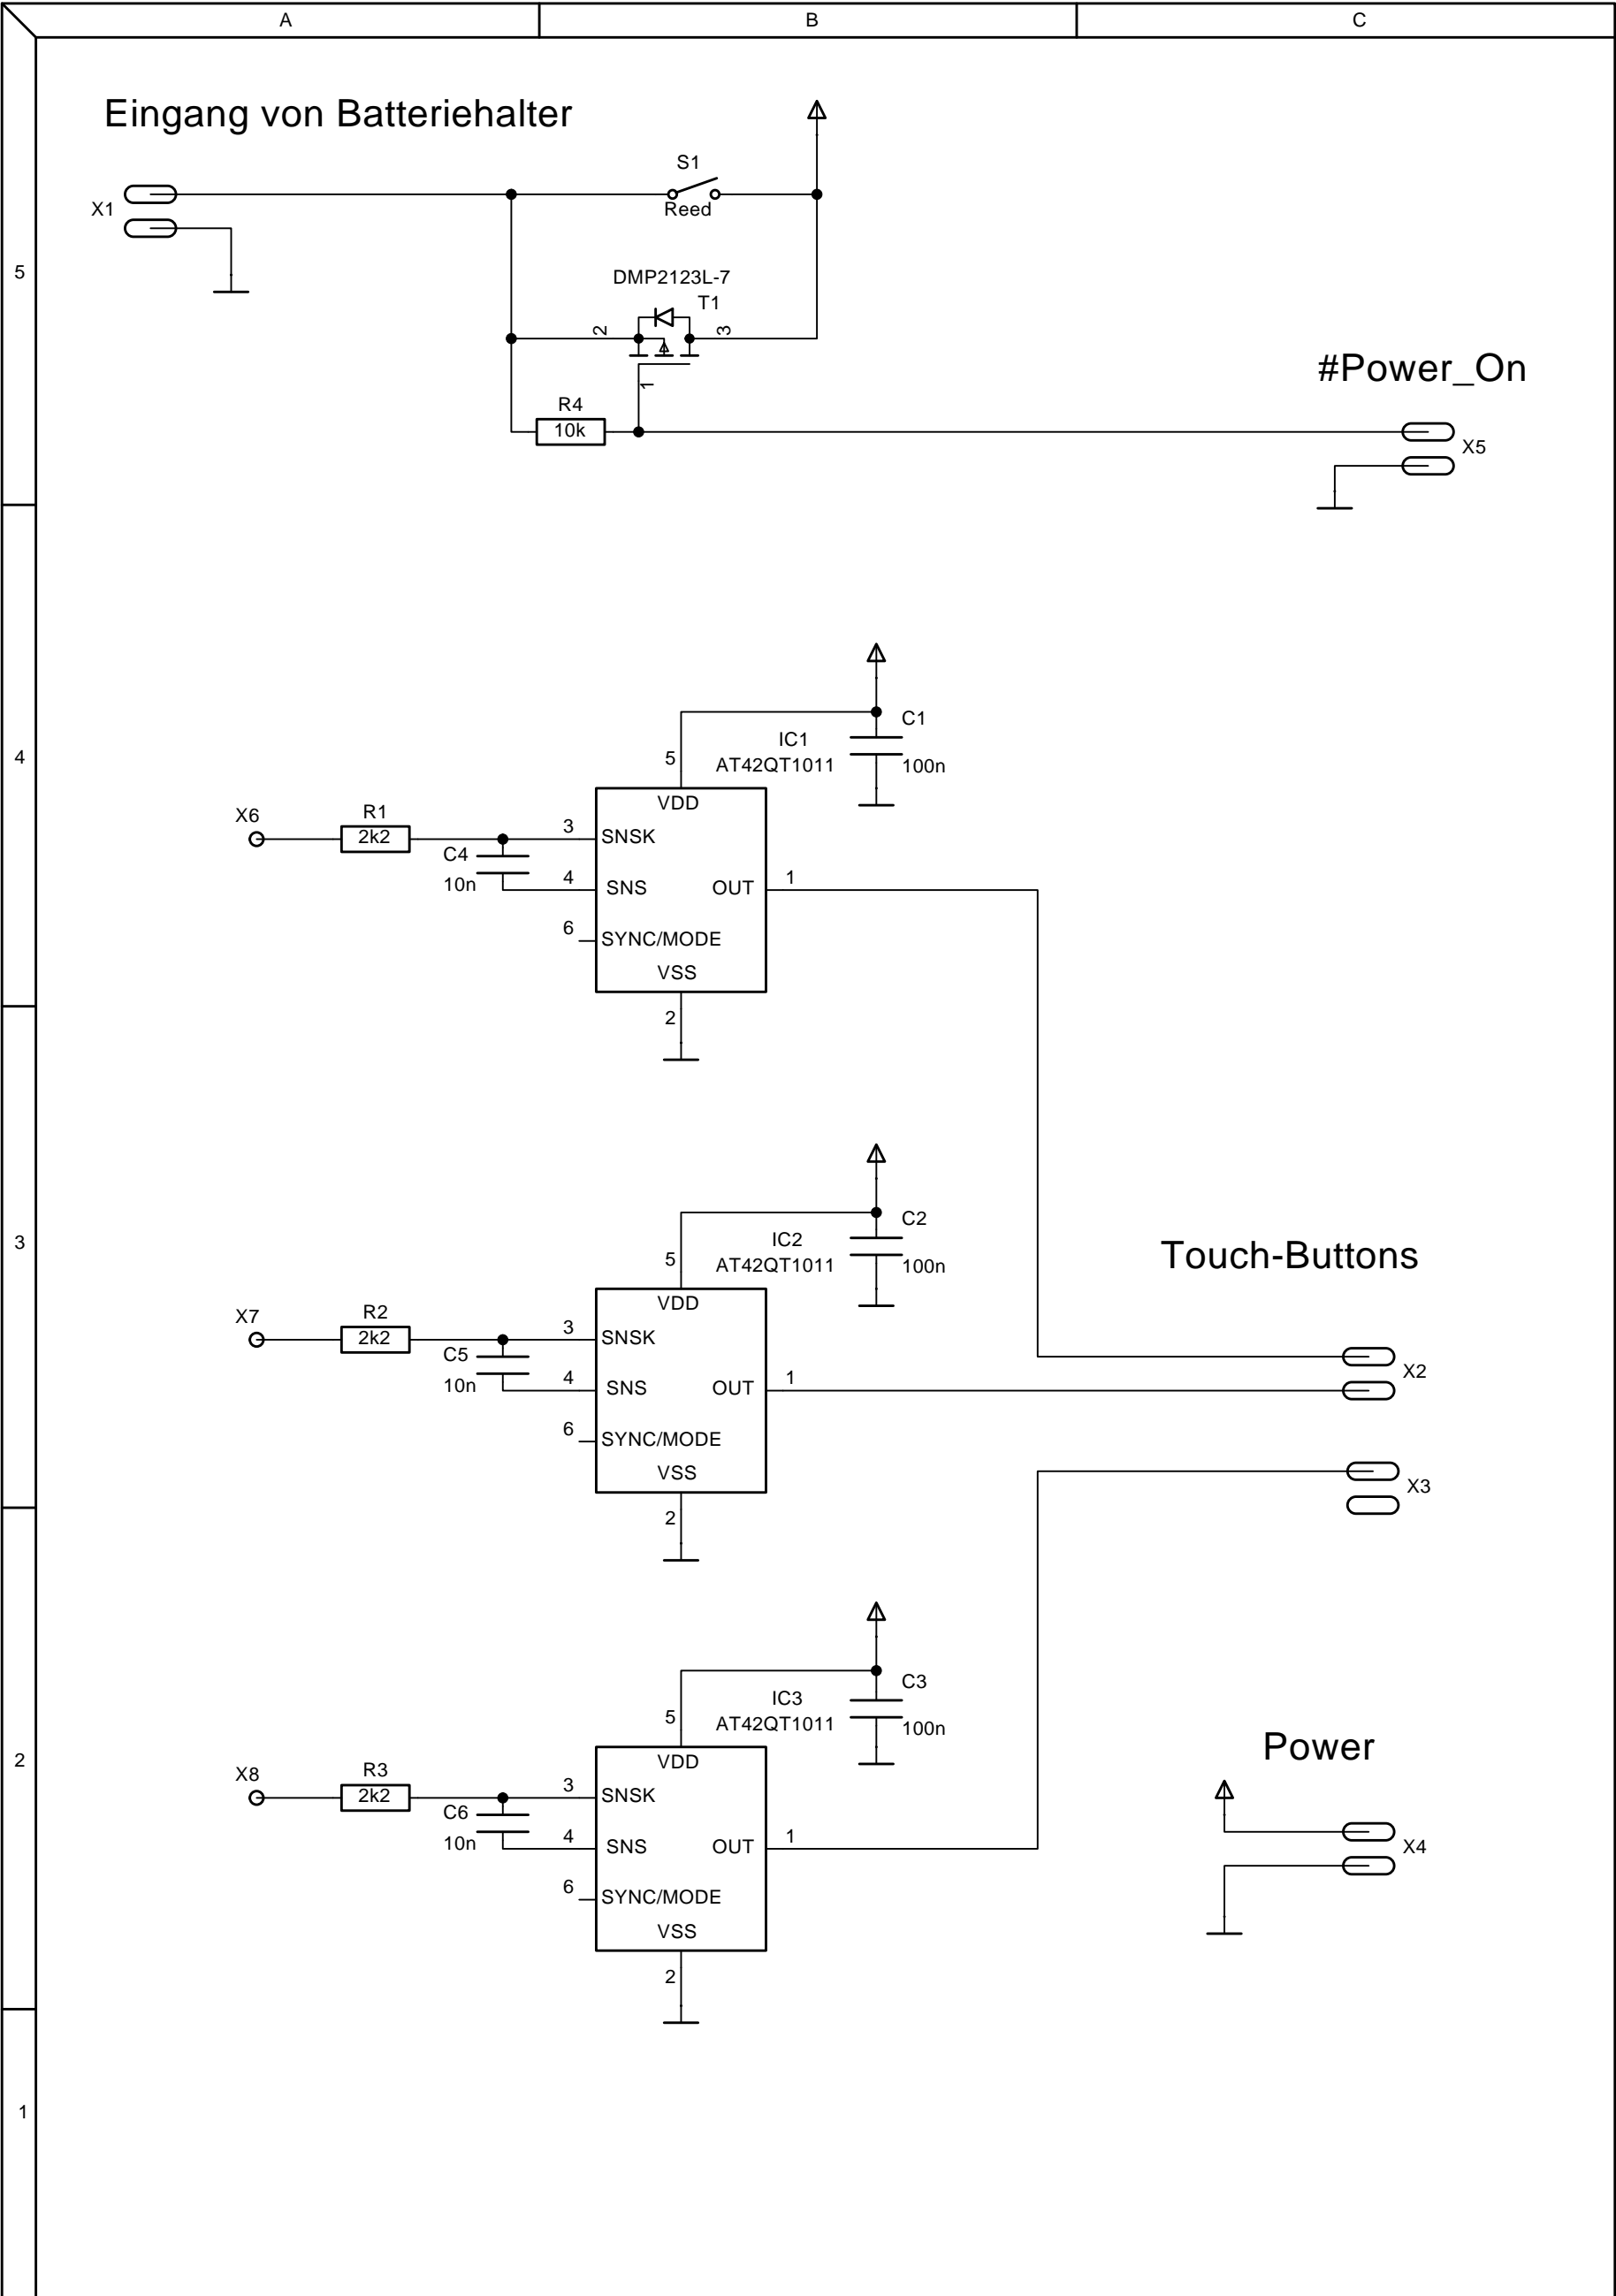 A B C
Eingang von Batteriehalter
S1
X1
Reed
5
DMP2123L-7
T1
2 3
#Power_On
1
R4
10k
X5
C1
IC1
4
5
AT42QT1011
100n
VDD
X6
R1
2k2
3
SNSK
C4
10n
4
SNS
OUT
1
6
SYNC/MODE
VSS
2
C2
IC2
3
5
AT42QT1011
100n
Touch-Buttons
VDD
X7
R2
2k2
3
SNSK
C5
10n
4
SNS
OUT
1
X2
6
SYNC/MODE
VSS
X3
2
C3
IC3
5
AT42QT1011
100n
Power
2
VDD
X8
R3
2k2
3
SNSK
C6
10n
4
SNS
OUT
1
X4
6
SYNC/MODE
VSS
2
1